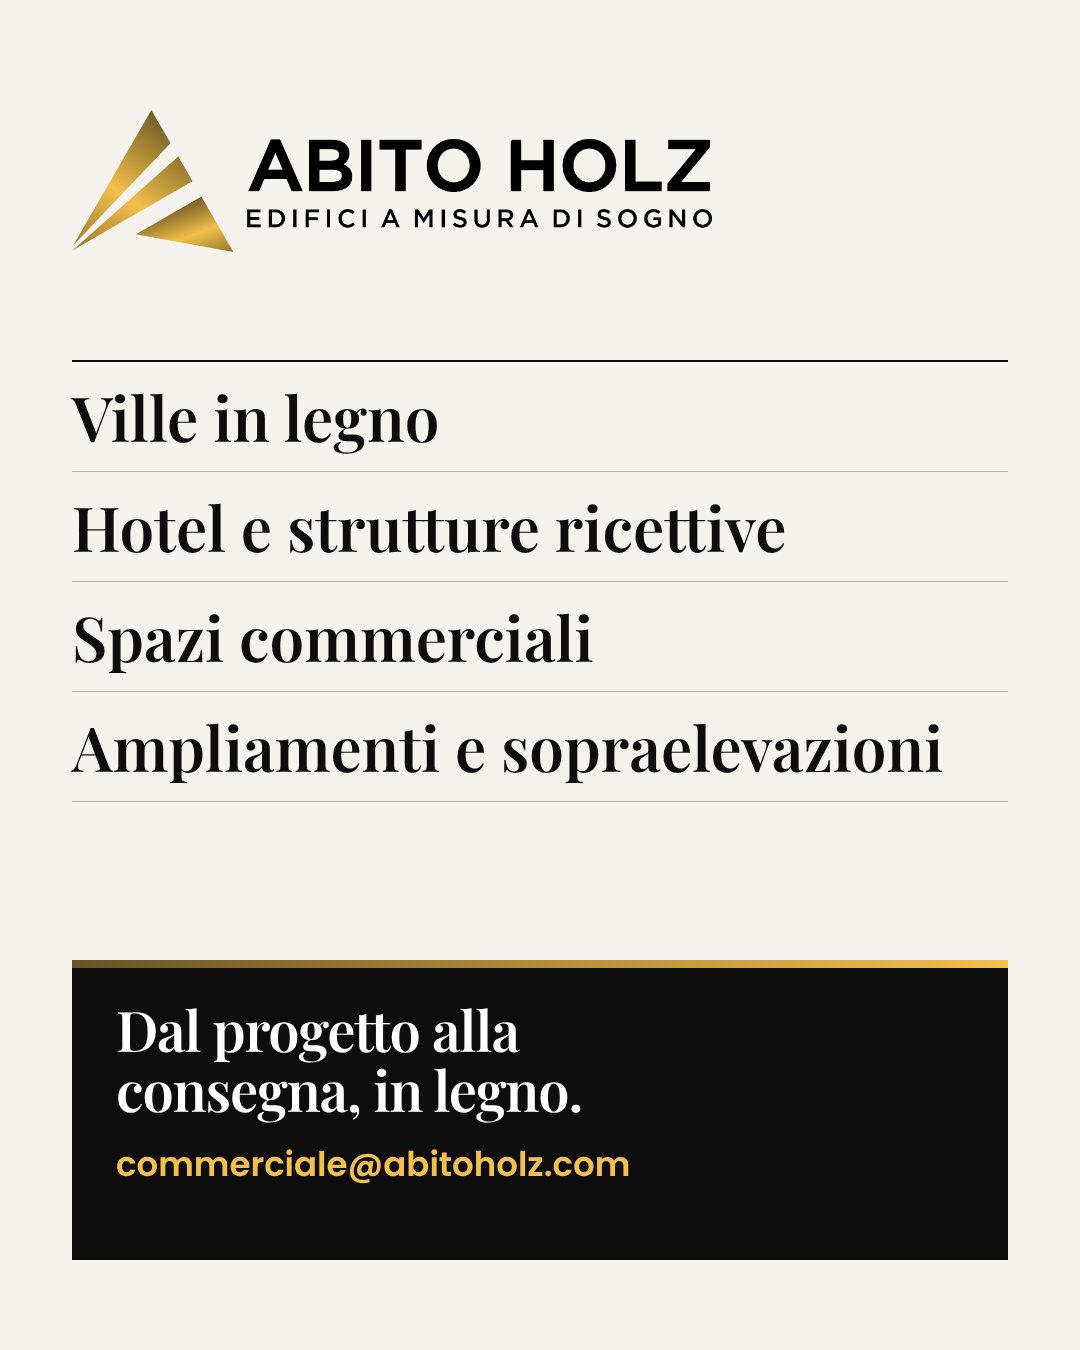 ABITO HOLZ
EDIFICI A MISURA DI SOGNO
Ville in legno
Hotel e strutture ricettive
Spazi commerciali
Ampliamenti e sopraelevazioni
Dal progetto alla
consegna, in legno.
commerciale@abitoholz.com